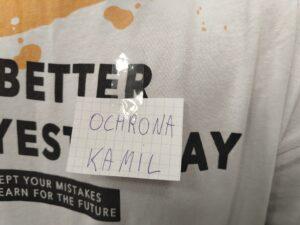 BETTER
OCHRONA
YEST AY
KAMIL
EPT YOUR MISTAKES
EARN FOR THE FUTURE